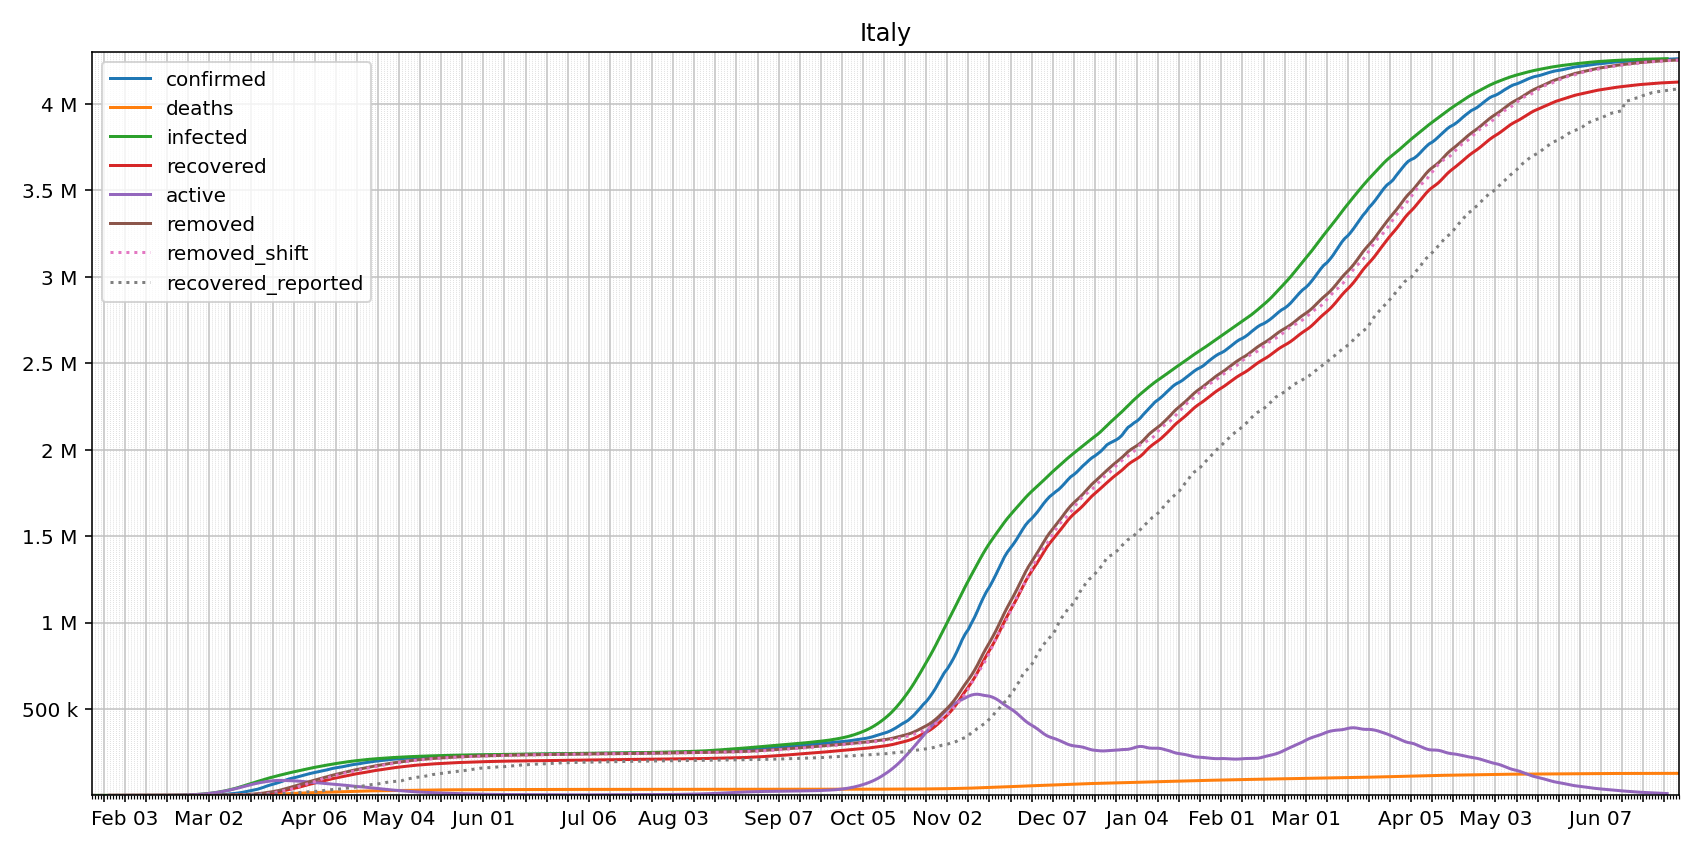 Italy
confirmed
deaths
infected
recovered
active
removed
removed_shift
recovered_reported
4 M
3.5 M
3 M
2.5 M
2 M
1.5 M
1 M
500 k
Feb 03 Mar 02 Apr 06 May 04 Jun 01 Jul 06 Aug 03 Sep 07 Oct 05 Nov 02 Dec 07 Jan 04 Feb 01 Mar 01 Apr 05 May 03 Jun 07